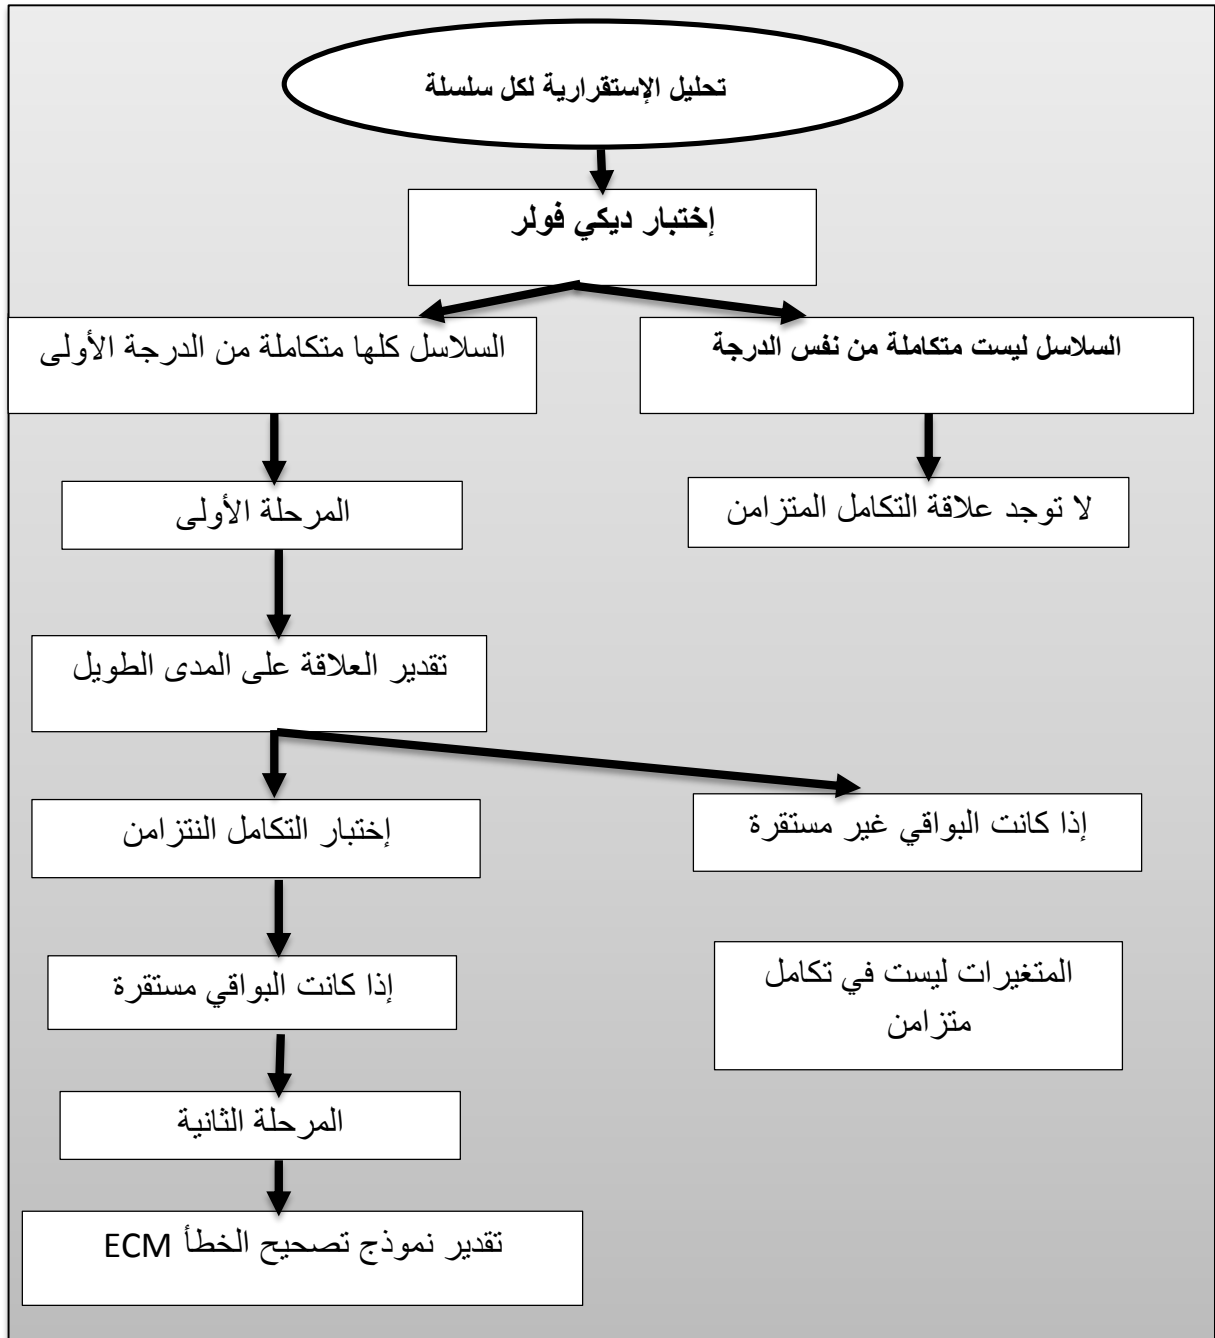 تحليل الإستقرارية لكل سلسلة
إختبار ديكي فولر
السلاسل كلها متكاملة من الدرجة الأولى
السلاسل ليست متكاملة من نفس الدرجة
المرحلة الأولى
لا توجد علاقة التكامل المتزامن
تقدير العلاقة على المدى الطويل
إختبار التكامل النتزامن
إذا كانت البواقي غير مستقرة
إذا كانت البواقي مستقرة
المتغيرات ليست في تكامل
متزامن
المرحلة الثانية
تقدير نموذج تصحيح الخطأ ECM